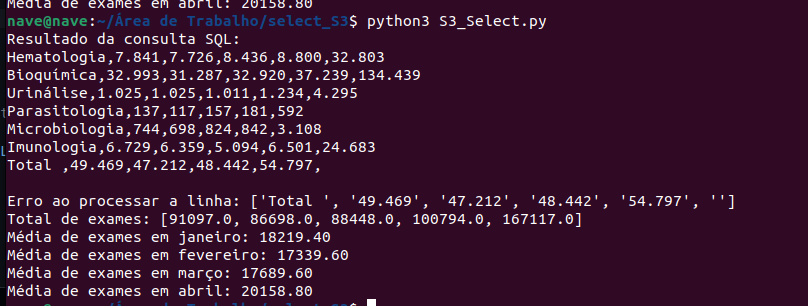 Média de exames em abril: 20158.80
nave@nave:~/Área de Trabalho/select_S3$ python3 S3_Select.py
Resultado da consulta SQL:
Hematologia,7.841,7.726,8.436,8.800,32.803
Bioquímica,32.993,31.287,32.920,37.239,134.439
Urinálise,1.025,1.025,1.011,1.234,4.295
Parasitologia,137,117,157,181,592
Microbiologia,744,698,824,842,3.108
Imunologia,6.729,6.359,5.094,6.501,24.683
Total ,49.469,47.212,48.442,54.797,
Erro ao processar a linha: ['Total ', '49.469', '47.212', '48.442', '54.797', '']
Total de exames: [91097.0, 86698.0, 88448.0, 100794.0, 167117.0]
Média de exames em janeiro: 18219.40
Média de exames em fevereiro: 17339.60
Média de exames em março: 17689.60
Média de exames em abril: 20158.80
nave@nave:~/Área de Trabalho/select_S3$